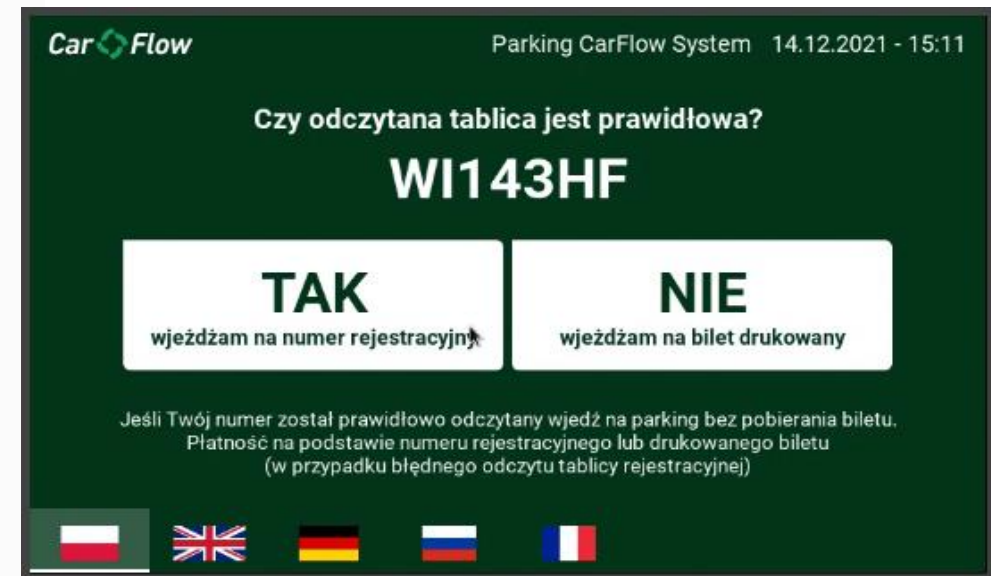 Car Flow
Parking CarFlow System 14.12.2021 - 15:11
Czy odczytana tablica jest prawidłowa?
WI143HF
TAK
wjeżdżam na numer rejestracyjny
NIE
wjeżdżam na bilet drukowany
Jeśli Twój numer został prawidłowo odczytany wjedź na parking bez pobierania biletu.
Płatność na podstawie numeru rejestracyjnego lub drukowanego biletu
(w przypadku błędnego odczytu tablicy rejestracyjnej)